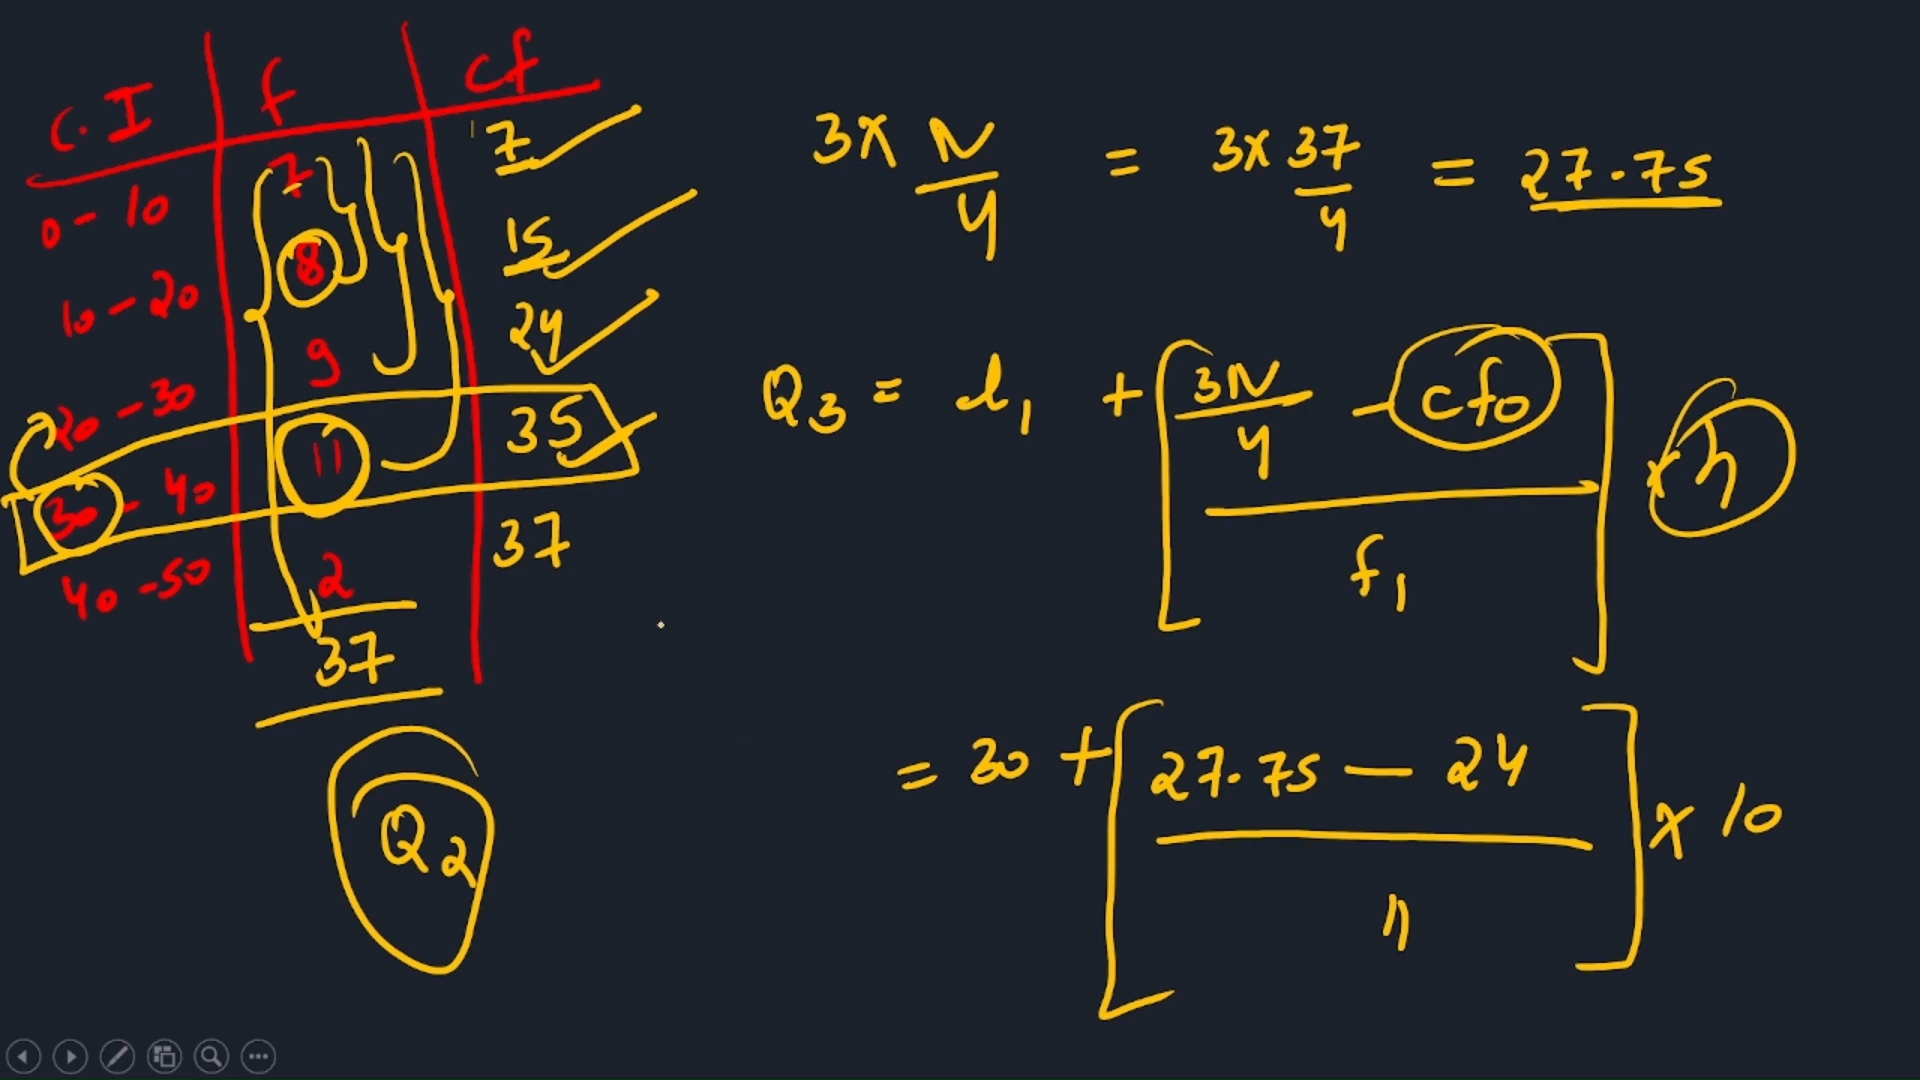 C.I f cf
0 - 10 7 7
10 - 20 8 15
20 - 30 9 24
30 - 40 11 35
40 - 50 2 37
37
Q2
3 x N/4 = 3 x 37/4 = 27.75
Q3 = l1 + [ (3N/4 - cf0) / f1 ] x h
= 30 + [ (27.75 - 24) / 11 ] x 10